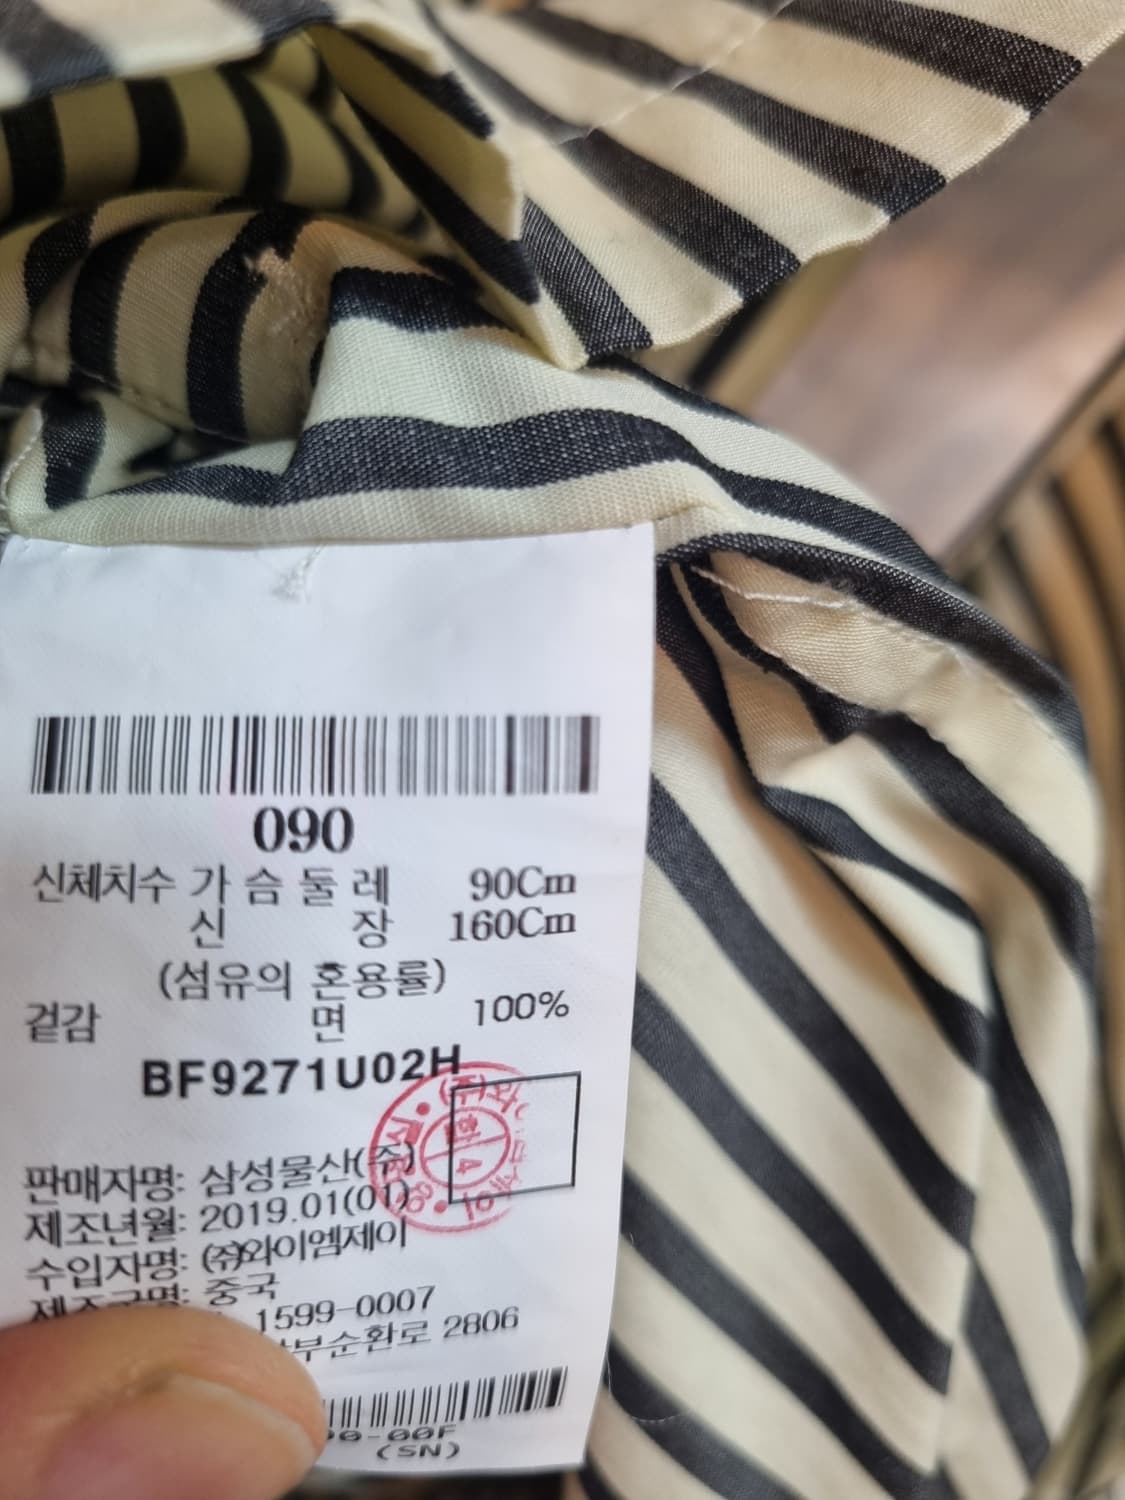 090
신체치수 가슴둘레 90Cm
신장 160Cm
(섬유의 혼용률)
겉감 면 100%
BF9271U02H
판매자명: 삼성물산(주)
제조년월: 2019.01(01)
수입자명: (주)와이엠제이
제조국명: 중국
1599-0007
부순환로 2806
-00F
(SN)